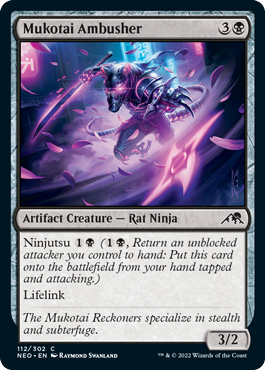 Mukotai Ambusher 3
Artifact Creature — Rat Ninja
Ninjutsu 1 (1, Return an unblocked
attacker you control to hand: Put this card
onto the battlefield from your hand tapped
and attacking.)
Lifelink
The Mukotai Reckoners specialize in stealth
and subterfuge.
3/2
112/302 C
NEO • EN RAYMOND SWANLAND
™ & © 2022 Wizards of the Coast